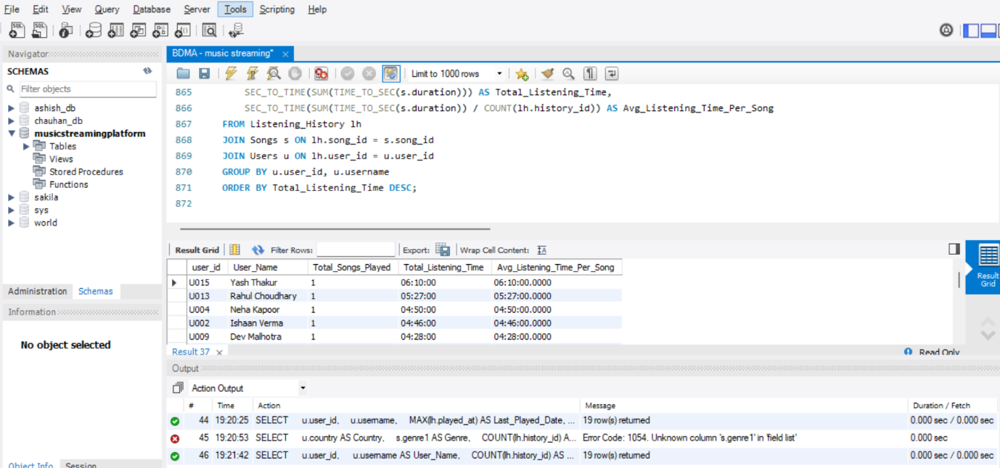 File Edit View Query Database Server Tools Scripting Help
Navigator
SCHEMAS
Filter objects
ashish_db
chauhan_db
musicstreamingplatform
Tables
Views
Stored Procedures
Functions
sakila
sys
world
Administration Schemas
Information
No object selected
Object Info Session
BDMA - music streaming*
Limit to 1000 rows
865 SEC_TO_TIME(SUM(TIME_TO_SEC(s.duration))) AS Total_Listening_Time,
866 SEC_TO_TIME(SUM(TIME_TO_SEC(s.duration)) / COUNT(lh.history_id)) AS Avg_Listening_Time_Per_Song
867 FROM Listening_History lh
868 JOIN Songs s ON lh.song_id = s.song_id
869 JOIN Users u ON lh.user_id = u.user_id
870 GROUP BY u.user_id, u.username
871 ORDER BY Total_Listening_Time DESC;
872
Result Grid Filter Rows: Export: Wrap Cell Content:
user_id User_Name Total_Songs_Played Total_Listening_Time Avg_Listening_Time_Per_Song
U015 Yash Thakur 1 06:10:00 06:10:00.0000
U013 Rahul Choudhary 1 05:27:00 05:27:00.0000
U004 Neha Kapoor 1 04:50:00 04:50:00.0000
U002 Ishaan Verma 1 04:46:00 04:46:00.0000
U009 Dev Malhotra 1 04:28:00 04:28:00.0000
Result
Grid
Result 37 Read Only
Output
Action Output
# Time Action Message Duration / Fetch
44 19:20:25 SELECT u.user_id, u.username, MAX(lh.played_at) AS Last_Played_Date, ... 19 row(s) returned 0.000 sec / 0.000 sec
45 19:20:53 SELECT u.country AS Country, s.genre1 AS Genre, COUNT(lh.history_id) A... Error Code: 1054. Unknown column 's.genre1' in 'field list' 0.000 sec
46 19:21:42 SELECT u.user_id, u.username AS User_Name, COUNT(lh.history_id) AS ... 19 row(s) returned 0.000 sec / 0.000 sec